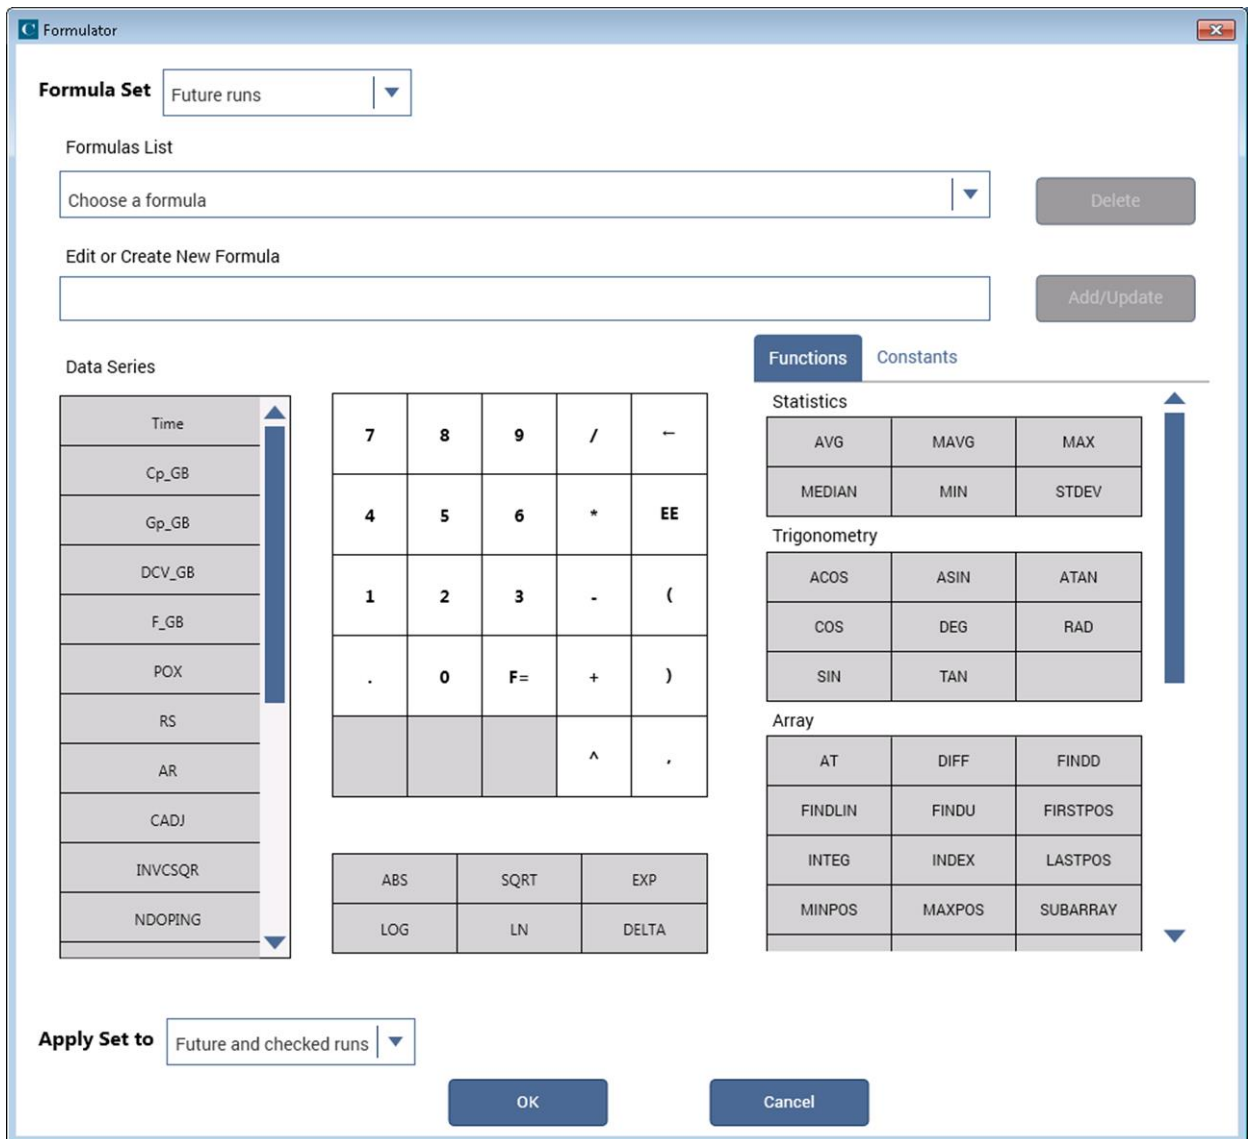 C Formulator
Formula Set Future runs
Formulas List
Choose a formula
Delete
Edit or Create New Formula
Add/Update
Data Series
Time
Cp_GB
Gp_GB
DCV_GB
F_GB
POX
RS
AR
CADJ
INVCSQR
NDOPING
7 8 9 / ←
4 5 6 * EE
1 2 3 - (
. 0 F= + )
^ ,
ABS SQRT EXP
LOG LN DELTA
Functions Constants
Statistics
AVG MAVG MAX
MEDIAN MIN STDEV
Trigonometry
ACOS ASIN ATAN
COS DEG RAD
SIN TAN
Array
AT DIFF FINDD
FINDLIN FINDU FIRSTPOS
INTEG INDEX LASTPOS
MINPOS MAXPOS SUBARRAY
Apply Set to Future and checked runs
OK Cancel